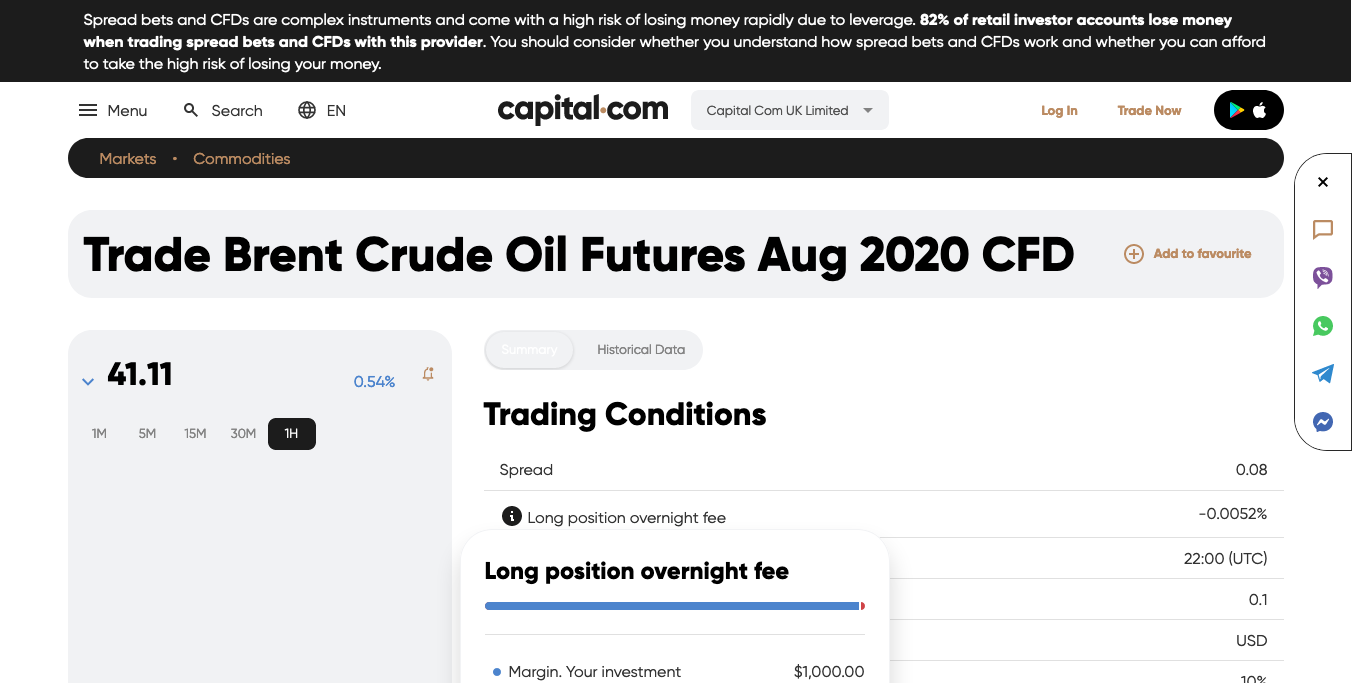 Spread bets and CFDs are complex instruments and come with a high risk of losing money rapidly due to leverage. 82% of retail investor accounts lose money
when trading spread bets and CFDs with this provider. You should consider whether you understand how spread bets and CFDs work and whether you can afford
to take the high risk of losing your money.
Menu Search EN capital.com Capital Com UK Limited Log In Trade Now
Markets • Commodities
Trade Brent Crude Oil Futures Aug 2020 CFD Add to favourite
41.11 0.54%
1M 5M 15M 30M 1H
Summary Historical Data
Trading Conditions
Spread 0.08
Long position overnight fee -0.0052%
22:00 (UTC)
0.1
USD
10%
Long position overnight fee
Margin. Your investment $1,000.00